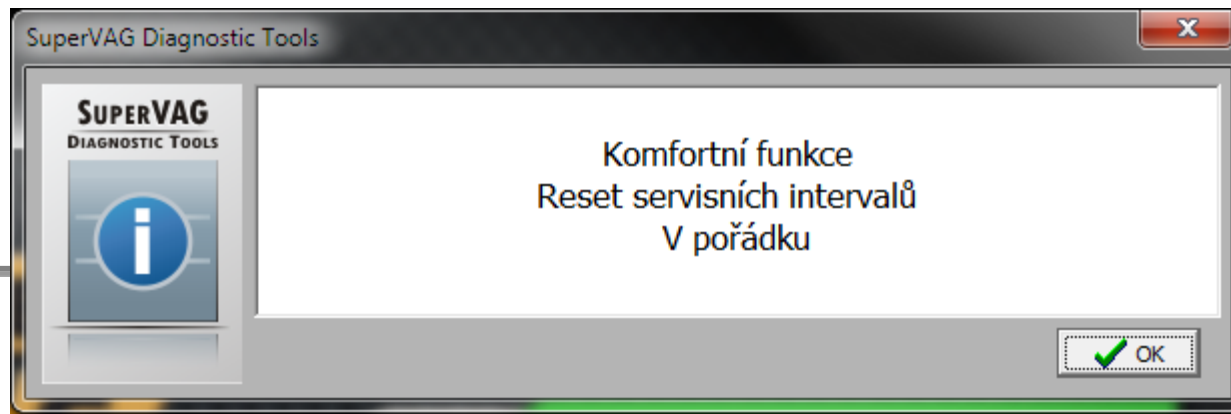 SuperVAG Diagnostic Tools
SUPERVAG
DIAGNOSTIC TOOLS
Komfortní funkce
Reset servisních intervalů
V pořádku
OK